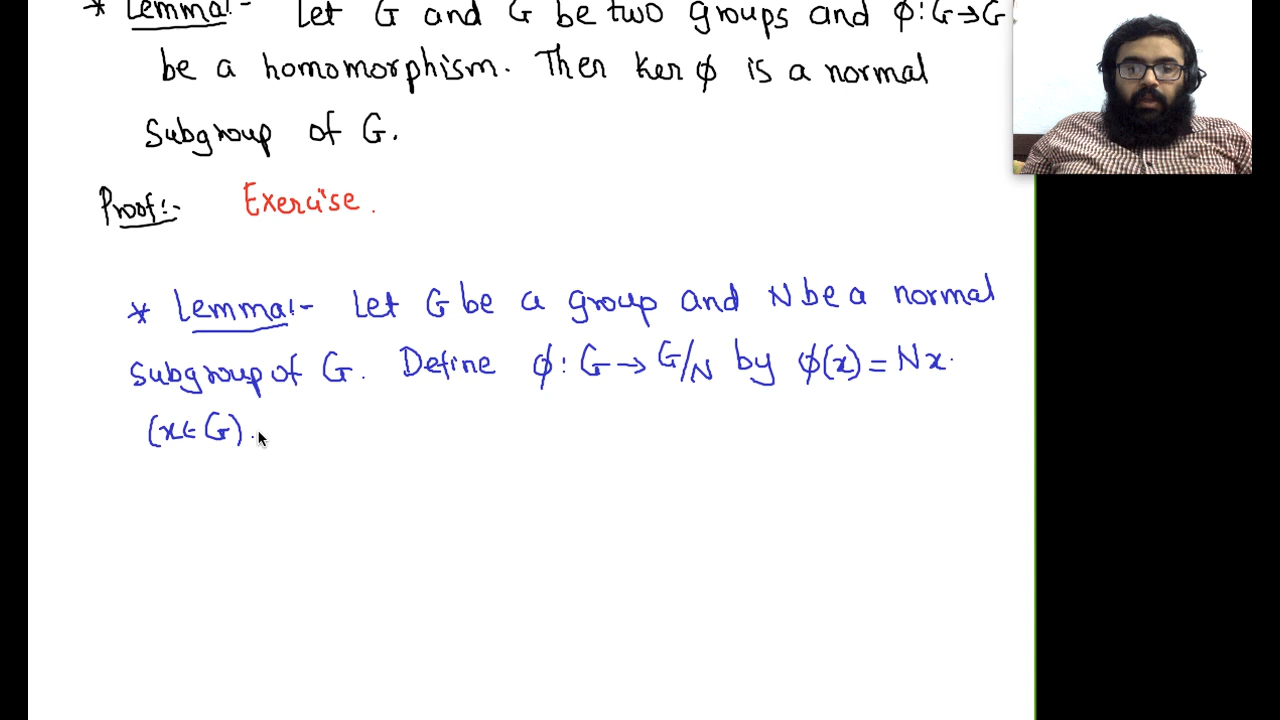 * Lemma:- Let G and G be two groups and ϕ: G→G
be a homomorphism. Then ker ϕ is a normal
Subgroup of G.
Proof:- Exercise.
* Lemma:- Let G be a group and N be a normal
subgroup of G. Define ϕ: G→G/N by ϕ(x) = Nx.
(x∈G).